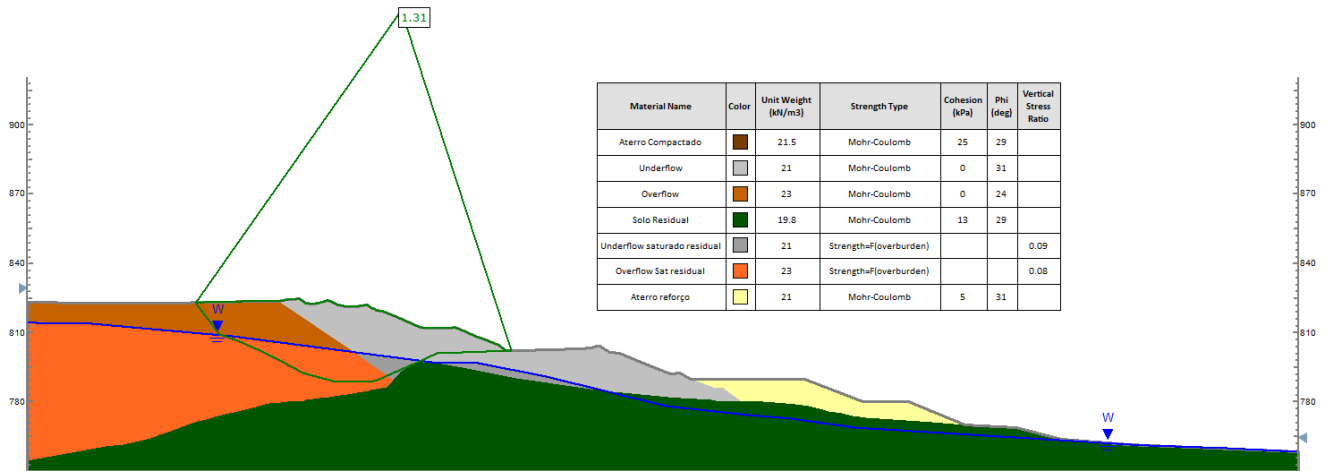 1.31
Material Name Color Unit Weight (kN/m3) Strength Type Cohesion (kPa) Phi (deg) Vertical Stress Ratio
Aterro Compactado 21.5 Mohr-Coulomb 25 29
Underflow 21 Mohr-Coulomb 0 31
Overflow 23 Mohr-Coulomb 0 24
Solo Residual 19.8 Mohr-Coulomb 13 29
Underflow saturado residual 21 Strength=F(overburden) 0.09
Overflow Sat residual 23 Strength=F(overburden) 0.08
Aterro reforço 21 Mohr-Coulomb 5 31
900 900
870 870
840 840
W
810 810
780 780
W